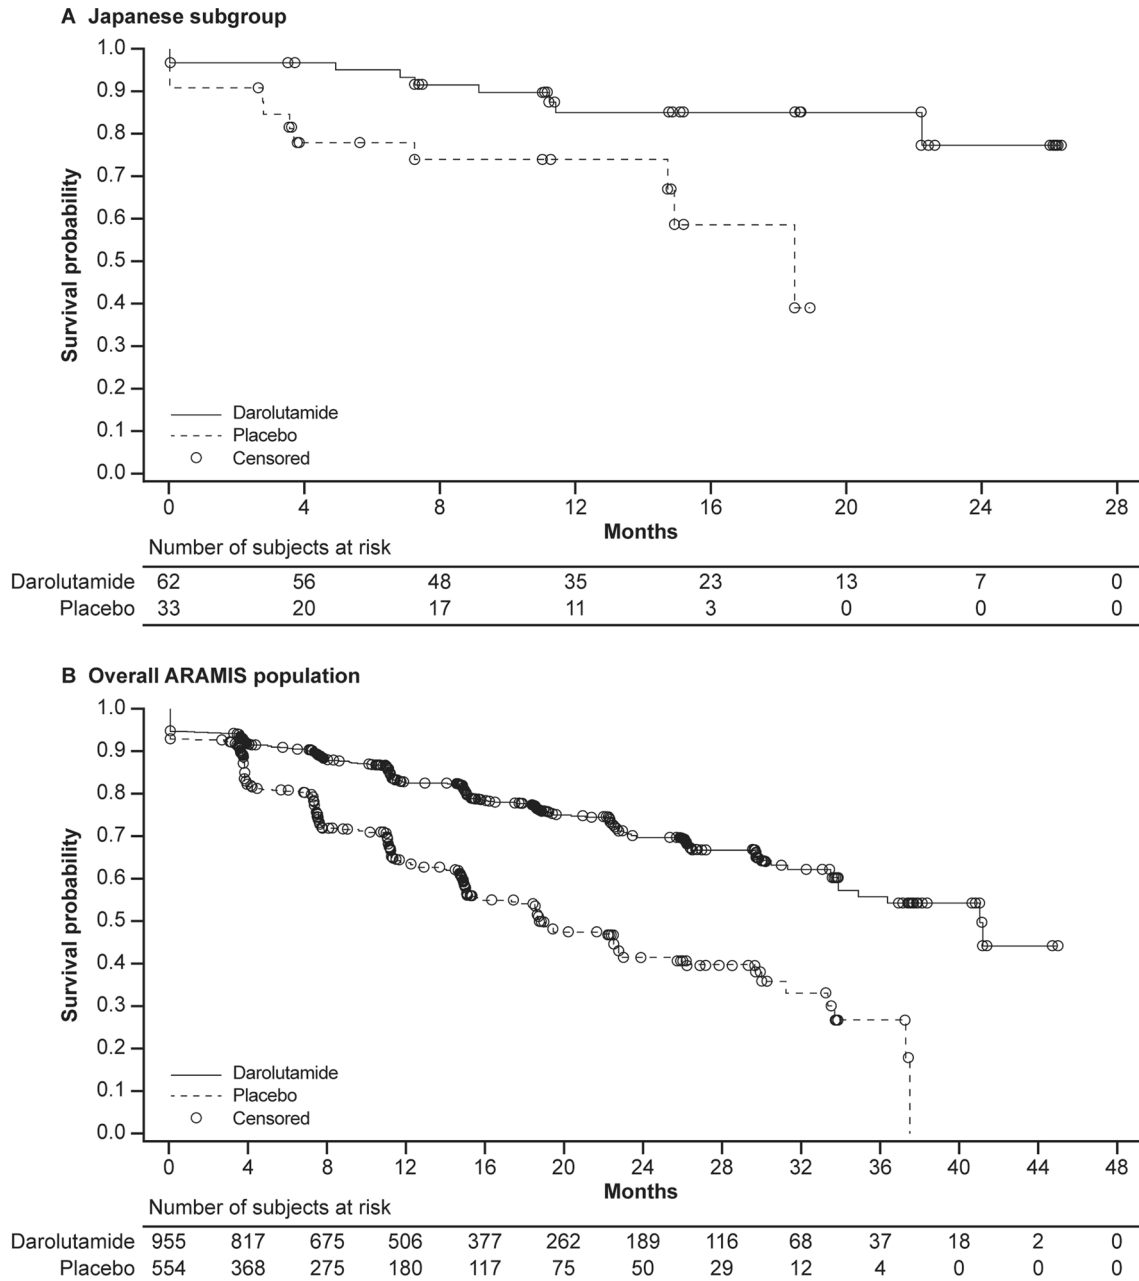 A Japanese subgroup
1.0
0.9
0.8
0.7
0.6
0.5
0.4
0.3
0.2
0.1
0.0
Survival probability
Darolutamide
Placebo
Censored
0 4 8 12 16 20 24 28
Months
Number of subjects at risk
Darolutamide 62 56 48 35 23 13 7 0
Placebo 33 20 17 11 3 0 0 0
B Overall ARAMIS population
1.0
0.9
0.8
0.7
0.6
0.5
0.4
0.3
0.2
0.1
0.0
Survival probability
Darolutamide
Placebo
Censored
0 4 8 12 16 20 24 28 32 36 40 44 48
Months
Number of subjects at risk
Darolutamide 955 817 675 506 377 262 189 116 68 37 18 2 0
Placebo 554 368 275 180 117 75 50 29 12 4 0 0 0